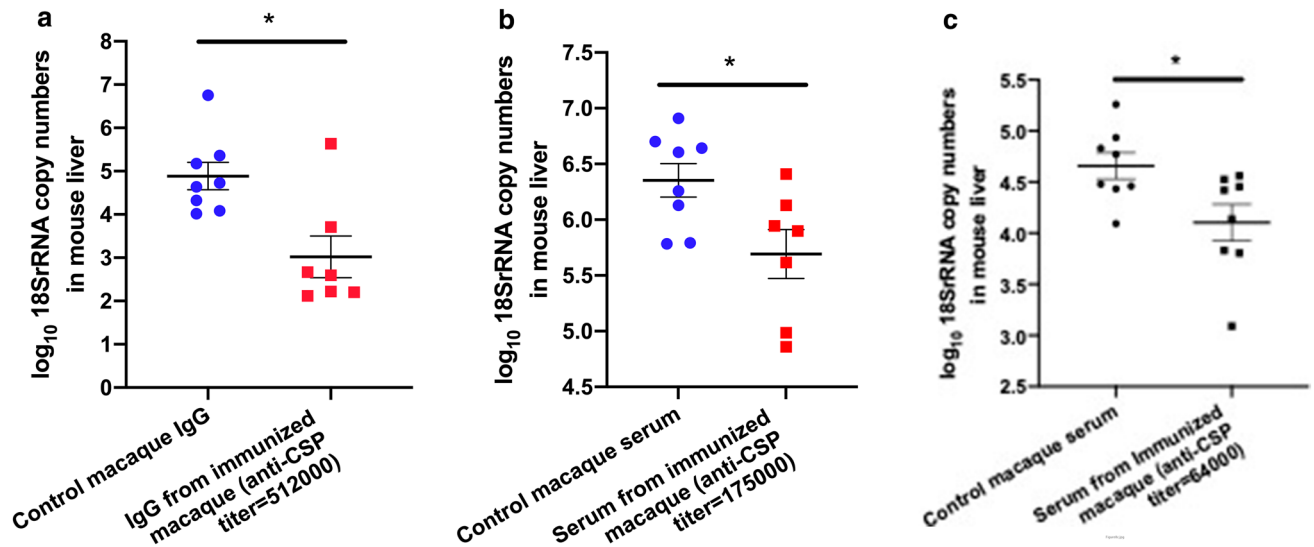 a
*
8
7
6
5
4
3
2
1
0
log10 18SrRNA copy numbers
in mouse liver
Control macaque IgG
IgG from immunized
macaque (anti-CSP
titer=512000)
b
*
7.5
7.0
6.5
6.0
5.5
5.0
4.5
log10 18SrRNA copy numbers
in mouse liver
Control macaque serum
Serum from immunized
macaque (anti-CSP
titer=175000)
c
*
5.5
5.0
4.5
4.0
3.5
3.0
2.5
log10 18SrRNA copy numbers
in mouse liver
Control macaque serum
Serum from Immunized
macaque (anti-CSP
titer=64000)